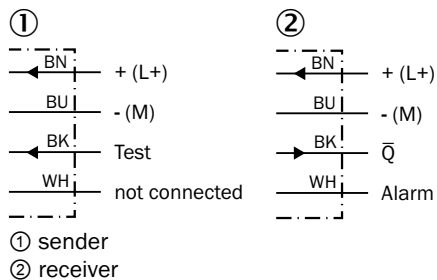 ① ②
BN + (L+) BN + (L+)
BU - (M) BU - (M)
BK Test BK Q̅
WH not connected WH Alarm
① sender
② receiver